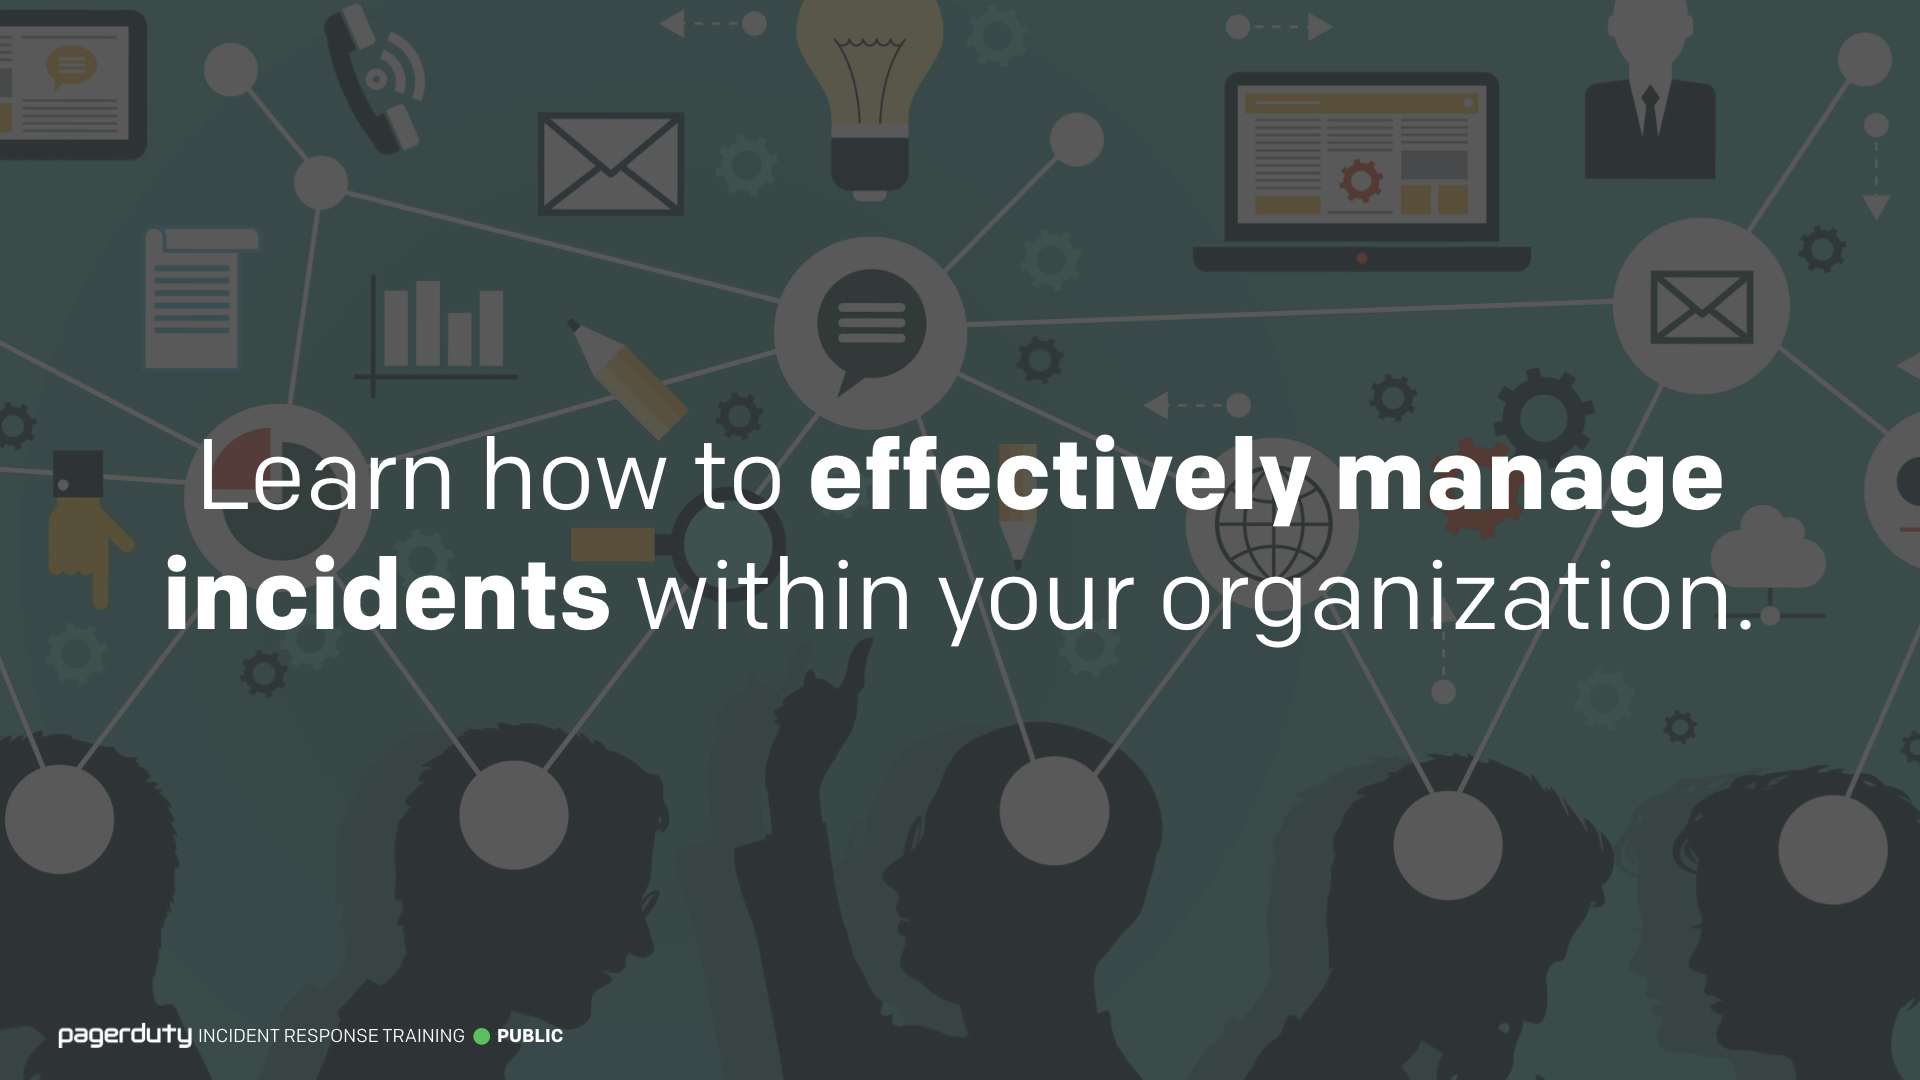 Learn how to effectively manage
incidents within your organization.
pagerduty INCIDENT RESPONSE TRAINING PUBLIC